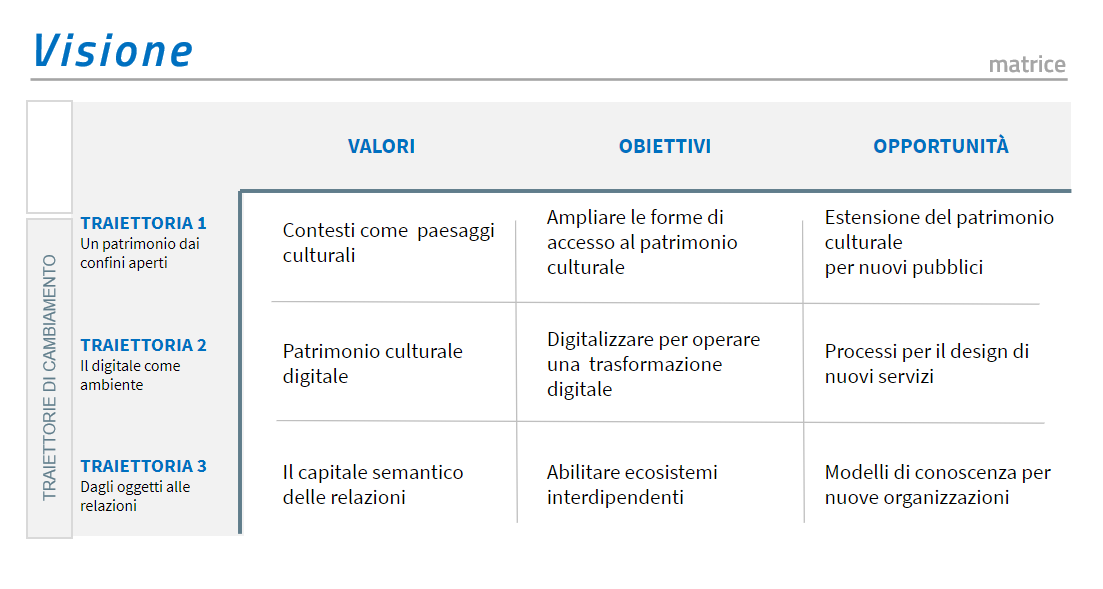 Visione
matrice
VALORI
OBIETTIVI
OPPORTUNITÀ
TRAIETTORIE DI CAMBIAMENTO
TRAIETTORIA 1
Un patrimonio dai
confini aperti
Contesti come  paesaggi
culturali
Ampliare le forme di
accesso al patrimonio
culturale
Estensione del patrimonio
culturale
per nuovi pubblici
TRAIETTORIA 2
Il digitale come
ambiente
Patrimonio culturale
digitale
Digitalizzare per operare
una  trasformazione
digitale
Processi per il design di
nuovi servizi
TRAIETTORIA 3
Dagli oggetti alle
relazioni
Il capitale semantico
delle relazioni
Abilitare ecosistemi
interdipendenti
Modelli di conoscenza per
nuove organizzazioni